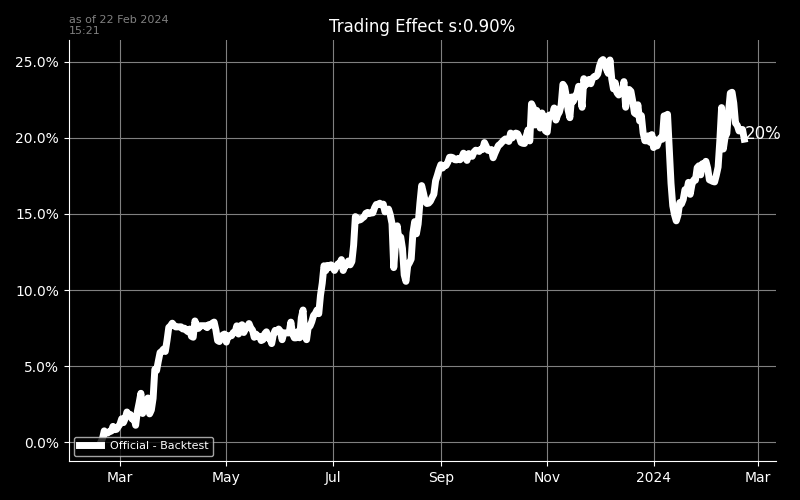 as of 22 Feb 2024
15:21
Trading Effect s:0.90%
25.0%
20.0%
20%
15.0%
10.0%
5.0%
0.0%
Official - Backtest
Mar May Jul Sep Nov 2024 Mar